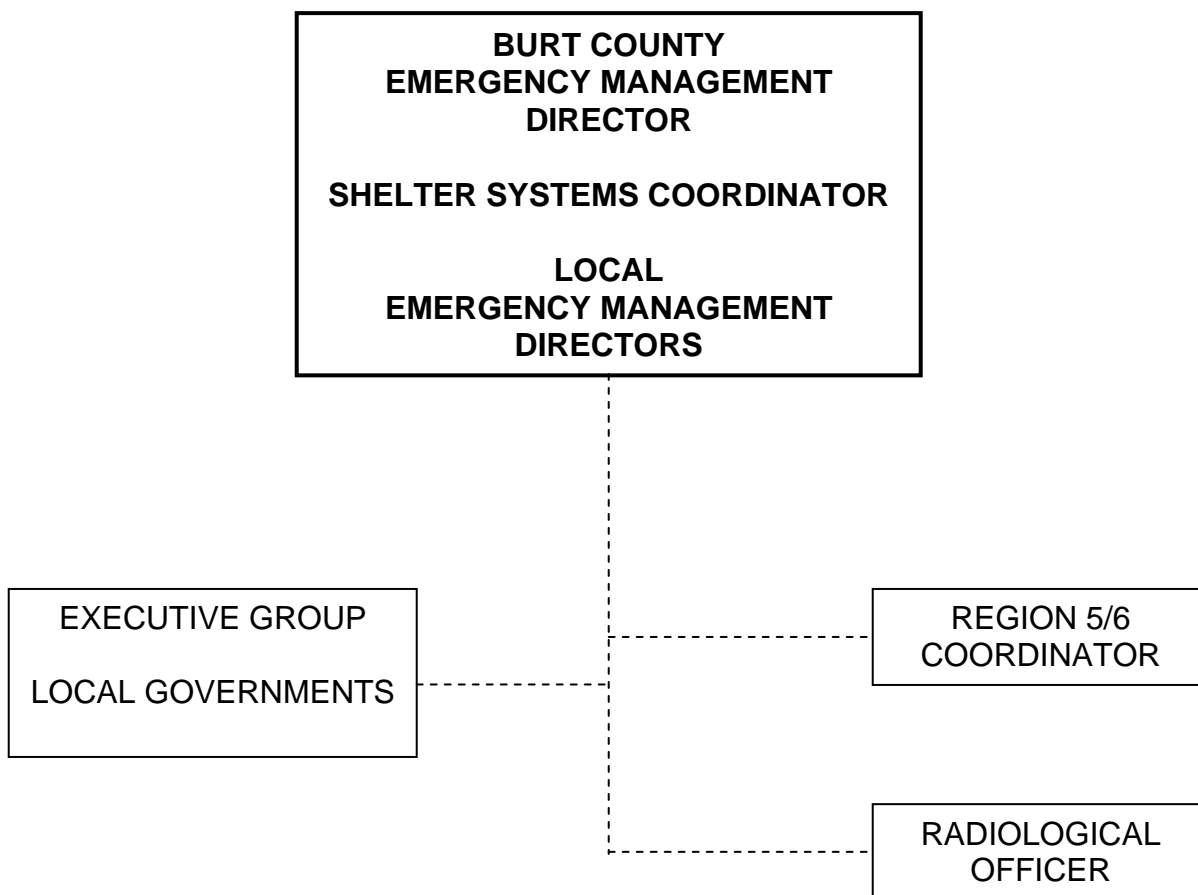 BURT COUNTY
EMERGENCY MANAGEMENT
DIRECTOR
SHELTER SYSTEMS COORDINATOR
LOCAL
EMERGENCY MANAGEMENT
DIRECTORS
EXECUTIVE GROUP
LOCAL GOVERNMENTS
REGION 5/6
COORDINATOR
RADIOLOGICAL
OFFICER